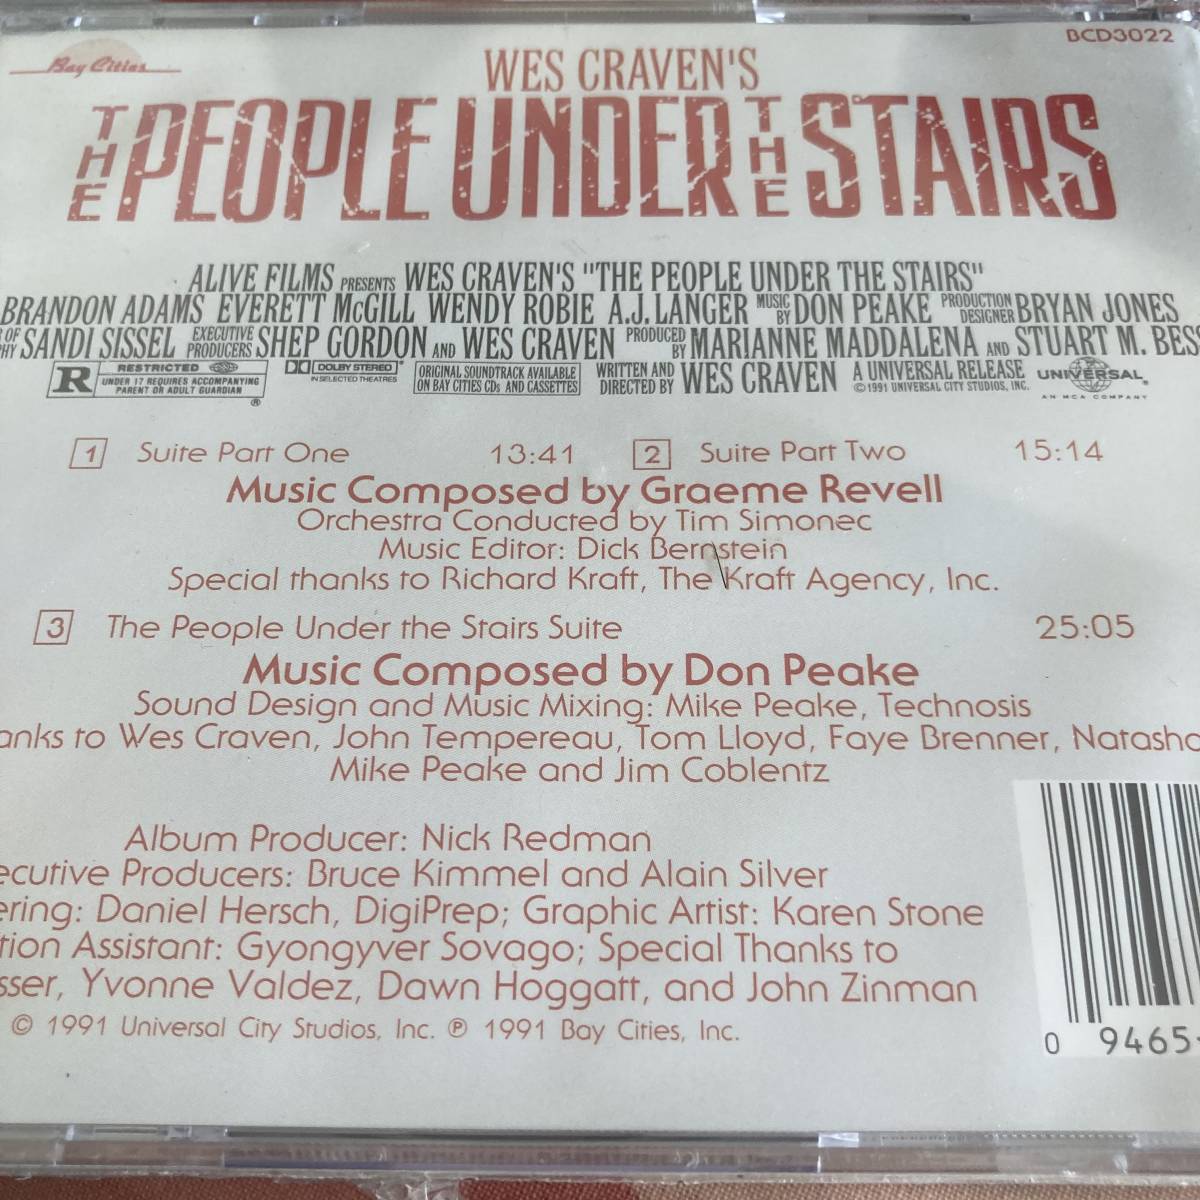 Bay Cities
BCD3022
WES CRAVEN'S
THE PEOPLE UNDER THE STAIRS
ALIVE FILMS PRESENTS WES CRAVEN'S "THE PEOPLE UNDER THE STAIRS"
BRANDON ADAMS EVERETT McGILL WENDY ROBIE A.J. LANGER MUSIC BY DON PEAKE PRODUCTION DESIGNER BRYAN JONES
OF PHY SANDI SISSEL EXECUTIVE PRODUCERS SHEP GORDON AND WES CRAVEN PRODUCED BY MARIANNE MADDALENA AND STUART M. BES
R RESTRICTED
UNDER 17 REQUIRES ACCOMPANYING
PARENT OR ADULT GUARDIAN
®
DOLBY STEREO
IN SELECTED THEATRES
ORIGINAL SOUNDTRACK AVAILABLE
ON BAY CITIES CDs AND CASSETTES
WRITTEN AND DIRECTED BY WES CRAVEN
A UNIVERSAL RELEASE
©1991 UNIVERSAL CITY STUDIOS, INC.
UNIVERSAL
AN MCA COMPANY
1 Suite Part One 13:41 2 Suite Part Two 15:14
Music Composed by Graeme Revell
Orchestra Conducted by Tim Simonec
Music Editor: Dick Bernstein
Special thanks to Richard Kraft, The Kraft Agency, Inc.
3 The People Under the Stairs Suite 25:05
Music Composed by Don Peake
Sound Design and Music Mixing: Mike Peake, Technosis
anks to Wes Craven, John Tempereau, Tom Lloyd, Faye Brenner, Natasha
Mike Peake and Jim Coblentz
Album Producer: Nick Redman
ecutive Producers: Bruce Kimmel and Alain Silver
ering: Daniel Hersch, DigiPrep; Graphic Artist: Karen Stone
tion Assistant: Gyongyver Sovago; Special Thanks to
sser, Yvonne Valdez, Dawn Hoggatt, and John Zinman
© 1991 Universal City Studios, Inc. ℗ 1991 Bay Cities, Inc.
0 9465